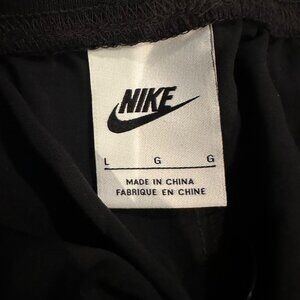 NIKE
L G G
MADE IN CHINA
FABRIQUE EN CHINE